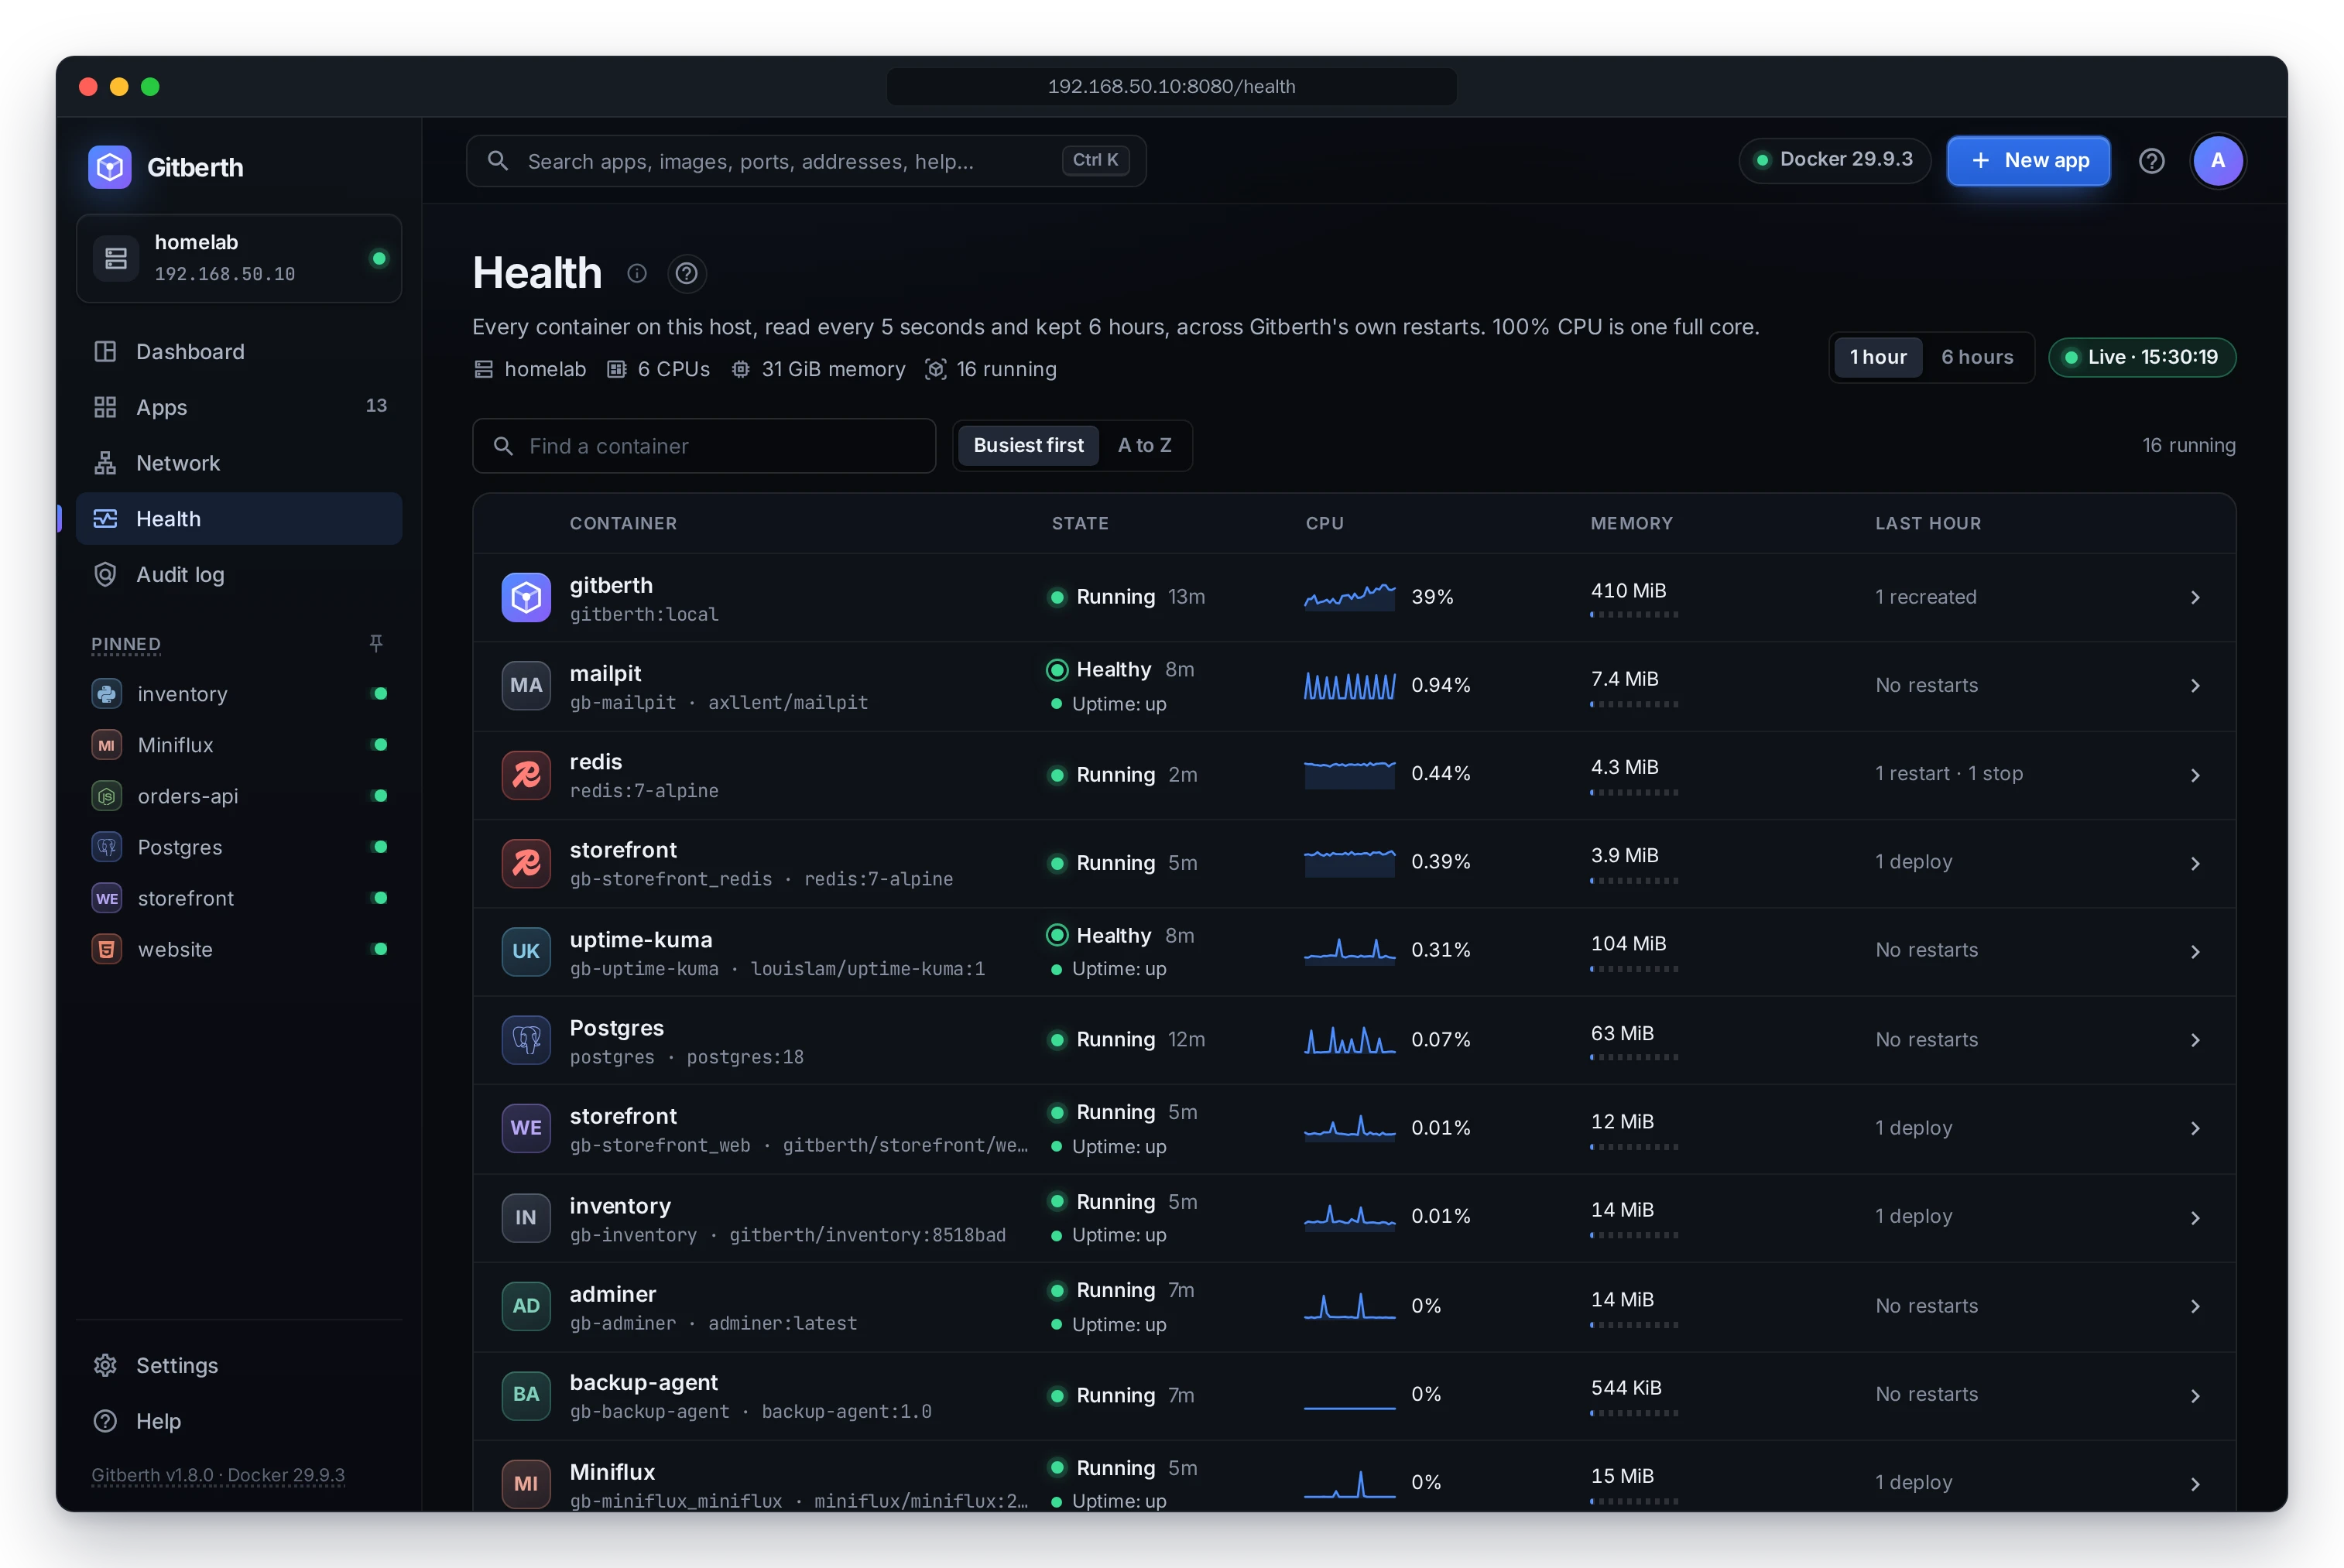 192.168.50.10:8080/health
Gitberth
Search apps, images, ports, addresses, help... Ctrl K
Docker 29.9.3
New app
A
homelab
192.168.50.10
Dashboard
Apps 13
Network
Health
Audit log
PINNED
inventory
MI Miniflux
orders-api
Postgres
WE storefront
website
Settings
Help
Gitberth v1.8.0 · Docker 29.9.3
Health
Every container on this host, read every 5 seconds and kept 6 hours, across Gitberth's own restarts. 100% CPU is one full core.
homelab 6 CPUs 31 GiB memory 16 running
1 hour 6 hours Live · 15:30:19
Find a container Busiest first A to Z 16 running
CONTAINER STATE CPU MEMORY LAST HOUR
gitberth
gitberth:local
Running 13m 39% 410 MiB 1 recreated
MA mailpit
gb-mailpit · axllent/mailpit
Healthy 8m
Uptime: up
0.94% 7.4 MiB No restarts
redis
redis:7-alpine
Running 2m 0.44% 4.3 MiB 1 restart · 1 stop
storefront
gb-storefront_redis · redis:7-alpine
Running 5m 0.39% 3.9 MiB 1 deploy
UK uptime-kuma
gb-uptime-kuma · louislam/uptime-kuma:1
Healthy 8m
Uptime: up
0.31% 104 MiB No restarts
Postgres
postgres · postgres:18
Running 12m 0.07% 63 MiB No restarts
WE storefront
gb-storefront_web · gitberth/storefront/we…
Running 5m
Uptime: up
0.01% 12 MiB 1 deploy
IN inventory
gb-inventory · gitberth/inventory:8518bad
Running 5m
Uptime: up
0.01% 14 MiB 1 deploy
AD adminer
gb-adminer · adminer:latest
Running 7m
Uptime: up
0% 14 MiB No restarts
BA backup-agent
gb-backup-agent · backup-agent:1.0
Running 7m 0% 544 KiB No restarts
MI Miniflux
gb-miniflux_miniflux · miniflux/miniflux:2…
Running 5m
Uptime: up
0% 15 MiB 1 deploy